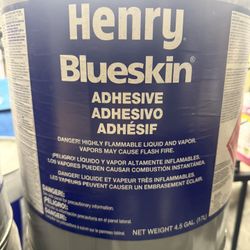 Henry®
Blueskin®
ADHESIVE
ADHESIVO
ADHÉSIF
DANGER! HIGHLY FLAMMABLE LIQUID AND VAPOR.
VAPORS MAY CAUSE FLASH FIRE.
¡PELIGRO! LÍQUIDO Y VAPOR ALTAMENTE INFLAMABLES.
LOS VAPORES PUEDEN CAUSAR COMBUSTIÓN INSTANTÁNEA.
DANGER! LIQUIDE ET VAPEUR TRÈS INFLAMMABLES.
LES VAPEURS PEUVENT CAUSER UN EMBRASEMENT ÉCLAIR.
DANGER!
¡PELIGRO!
DANGER!
NET WEIGHT 4.5 GAL (17L)